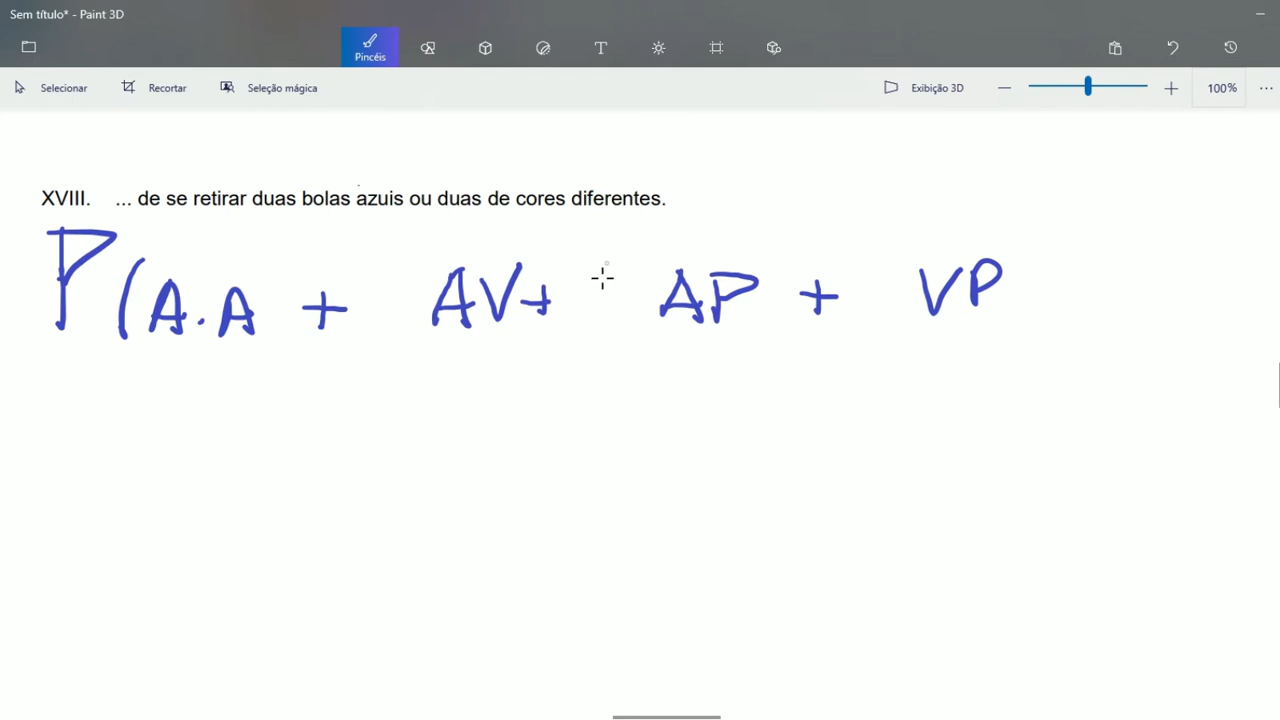 Sem título* - Paint 3D
Pincéis
Selecionar Recortar Seleção mágica Exibição 3D 100%
XVIII. ... de se retirar duas bolas azuis ou duas de cores diferentes.
P(A.A + AV+ AP + VP